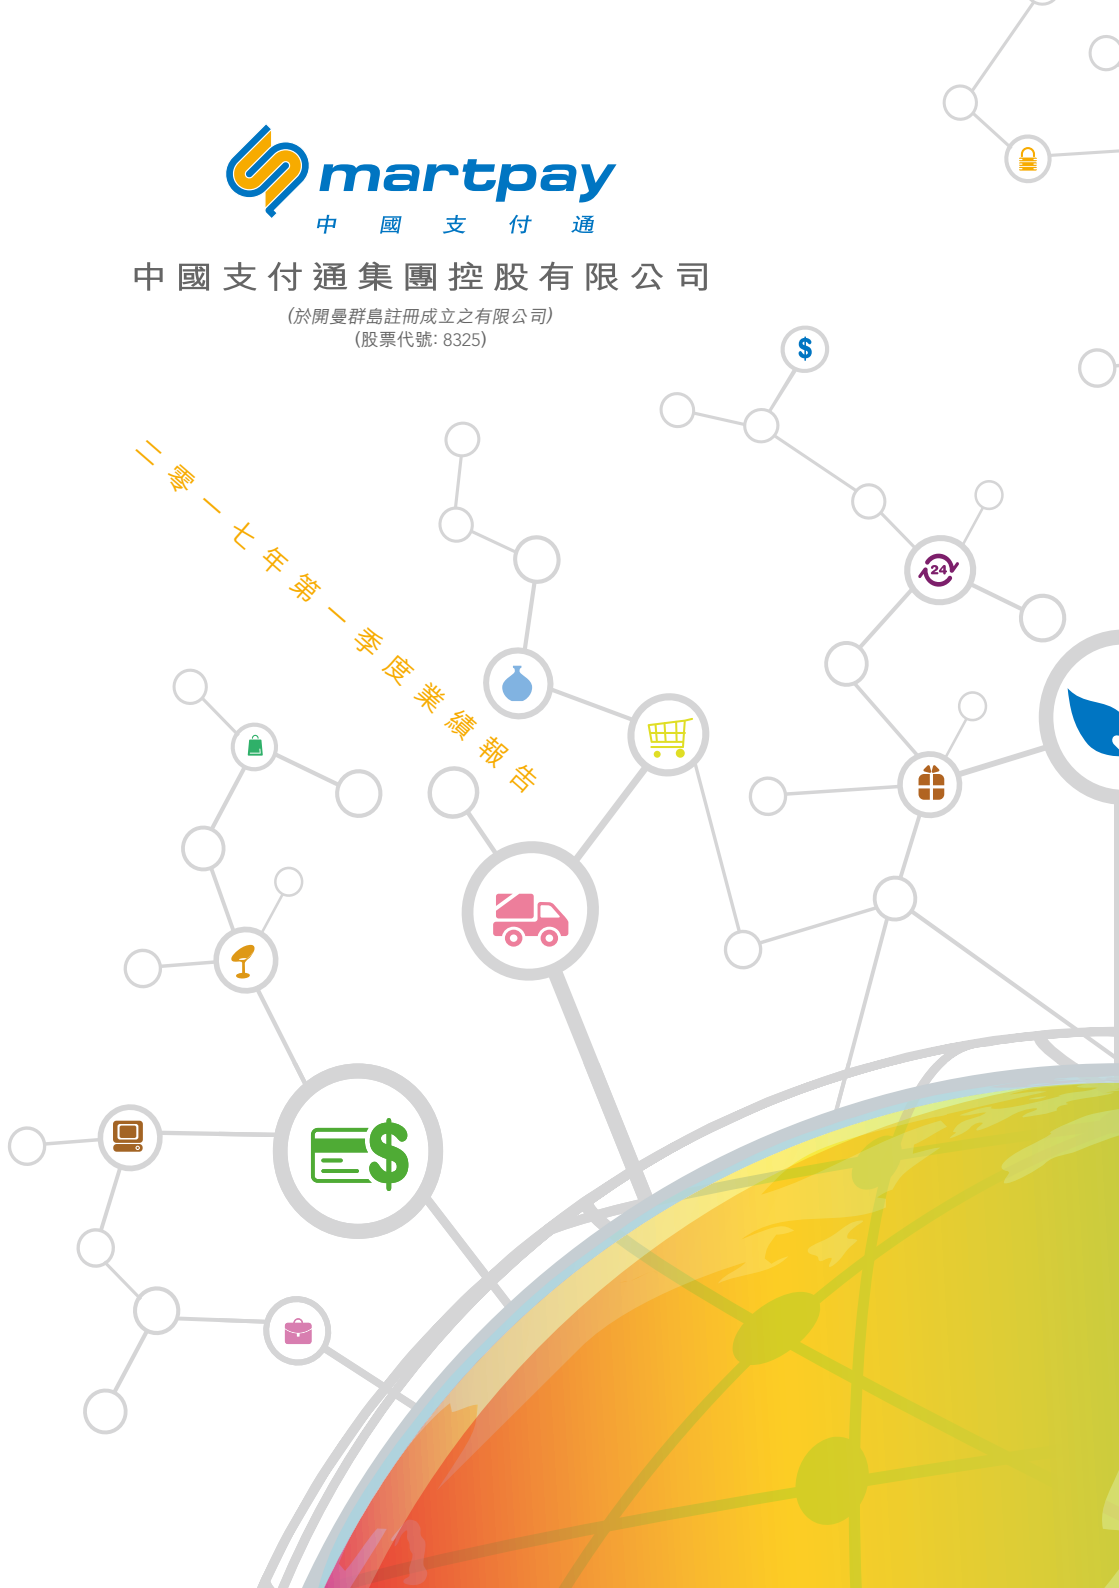 martpay
中國支付通
中國支付通集團控股有限公司
(於開曼群島註冊成立之有限公司)
(股票代號: 8325)
$
24
二零一七年第一季度業績報告
$